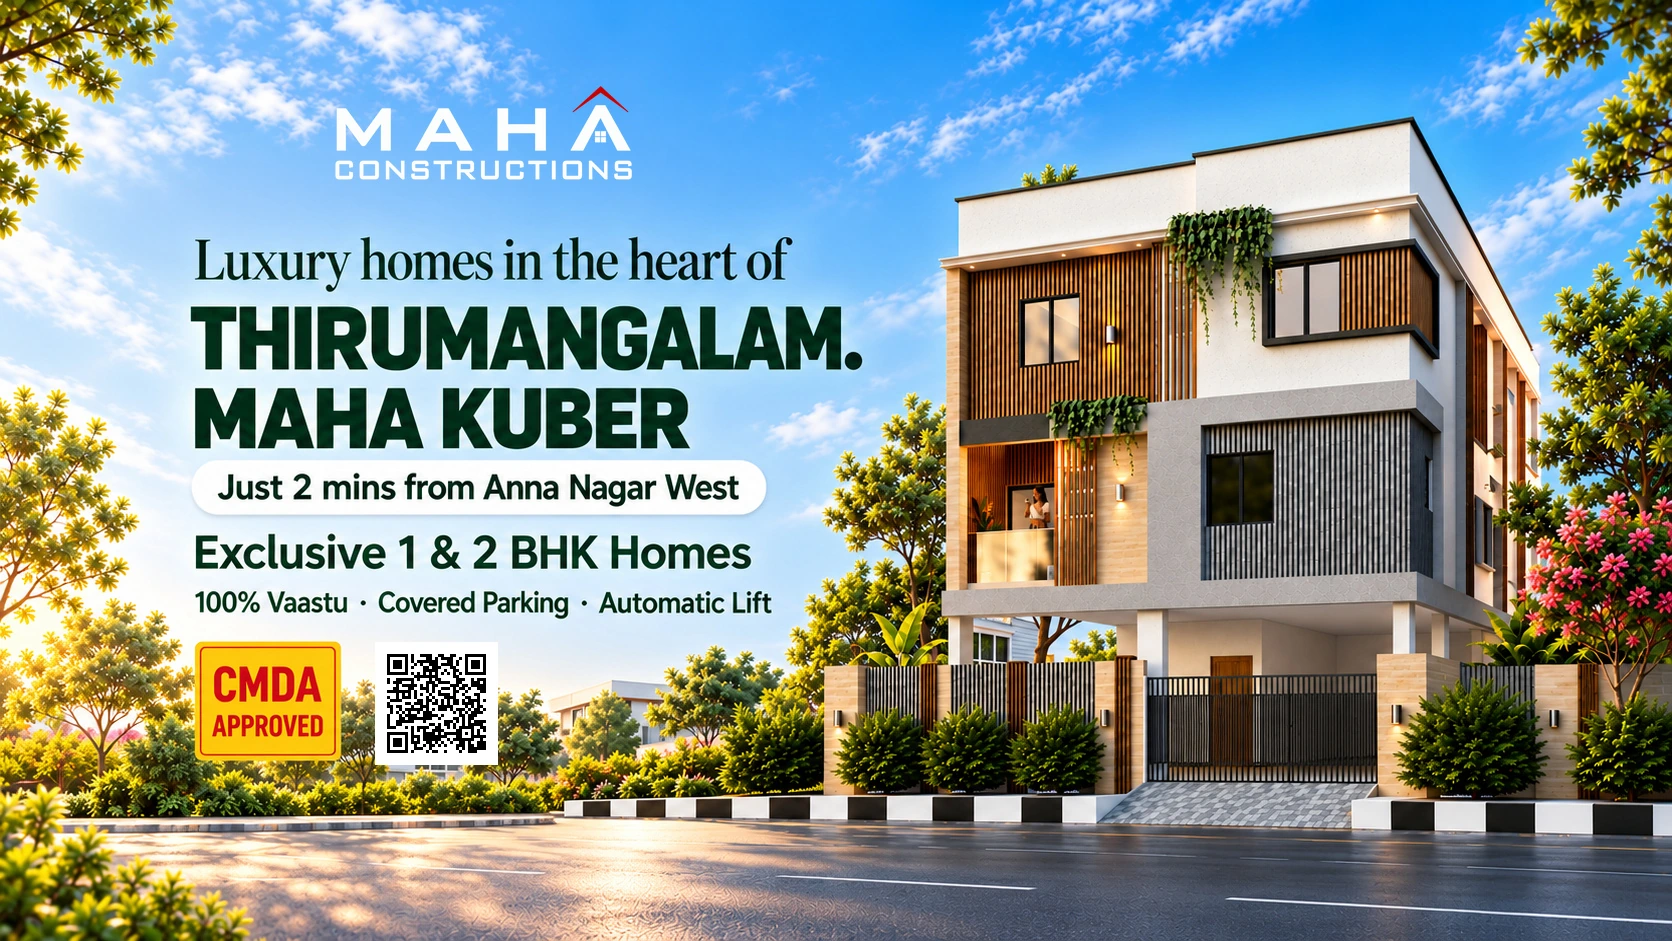 MAHA
CONSTRUCTIONS
Luxury homes in the heart of
THIRUMANGALAM.
MAHA KUBER
Just 2 mins from Anna Nagar West
Exclusive 1 & 2 BHK Homes
100% Vaastu · Covered Parking · Automatic Lift
CMDA
APPROVED